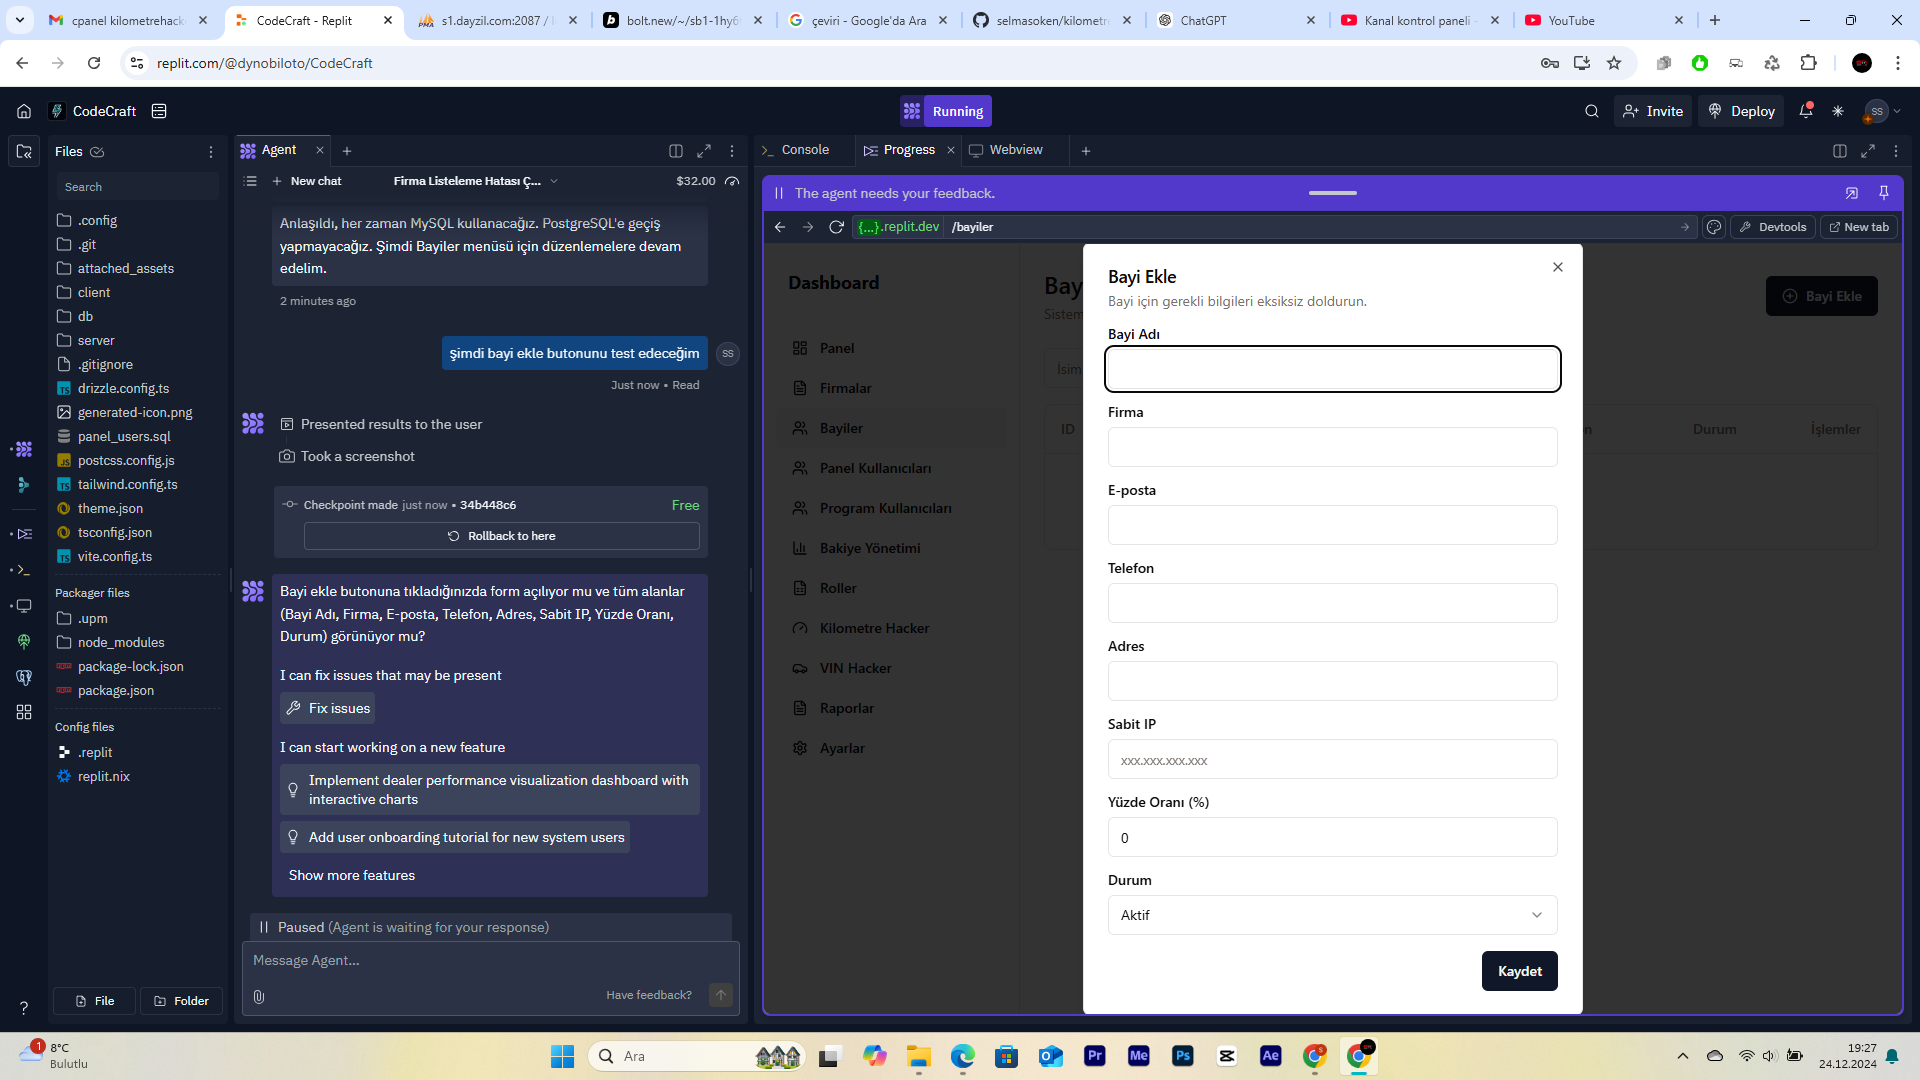 cpanel kilometrehack
CodeCraft - Replit
s1.dayzil.com:2087 / l
bolt.new/~/sb1-1hy6
çeviri - Google'da Ara
selmasoken/kilometre
ChatGPT
Kanal kontrol paneli -
YouTube
replit.com/@dynobiloto/CodeCraft
CodeCraft
Running
Invite
Deploy
SS
Files
Search
.config
.git
attached_assets
client
db
server
.gitignore
drizzle.config.ts
generated-icon.png
panel_users.sql
postcss.config.js
tailwind.config.ts
theme.json
tsconfig.json
vite.config.ts
Packager files
.upm
node_modules
package-lock.json
package.json
Config files
.replit
replit.nix
File
Folder
Agent
New chat
Firma Listeleme Hatası Ç...
$32.00
Anlaşıldı, her zaman MySQL kullanacağız. PostgreSQL'e geçiş
yapmayacağız. Şimdi Bayiler menüsü için düzenlemelere devam
edelim.
2 minutes ago
şimdi bayi ekle butonunu test edeceğim
SS
Just now • Read
Presented results to the user
Took a screenshot
Checkpoint made just now • 34b448c6
Free
Rollback to here
Bayi ekle butonuna tıkladığınızda form açılıyor mu ve tüm alanlar
(Bayi Adı, Firma, E-posta, Telefon, Adres, Sabit IP, Yüzde Oranı,
Durum) görünüyor mu?
I can fix issues that may be present
Fix issues
I can start working on a new feature
Implement dealer performance visualization dashboard with
interactive charts
Add user onboarding tutorial for new system users
Show more features
Paused (Agent is waiting for your response)
Message Agent...
Have feedback?
Console
Progress
Webview
The agent needs your feedback.
{...}.replit.dev
/bayiler
Devtools
New tab
Dashboard
Panel
Firmalar
Bayiler
Panel Kullanıcıları
Program Kullanıcıları
Bakiye Yönetimi
Roller
Kilometre Hacker
VIN Hacker
Raporlar
Ayarlar
Bay
Sistem
Bayi Ekle
İsim
ID
n
Durum
İşlemler
Bayi Ekle
Bayi için gerekli bilgileri eksiksiz doldurun.
Bayi Adı
Firma
E-posta
Telefon
Adres
Sabit IP
xxx.xxx.xxx.xxx
Yüzde Oranı (%)
0
Durum
Aktif
Kaydet
1
8°C
Bulutlu
Ara
Pr
Me
Ps
Ae
19:27
24.12.2024